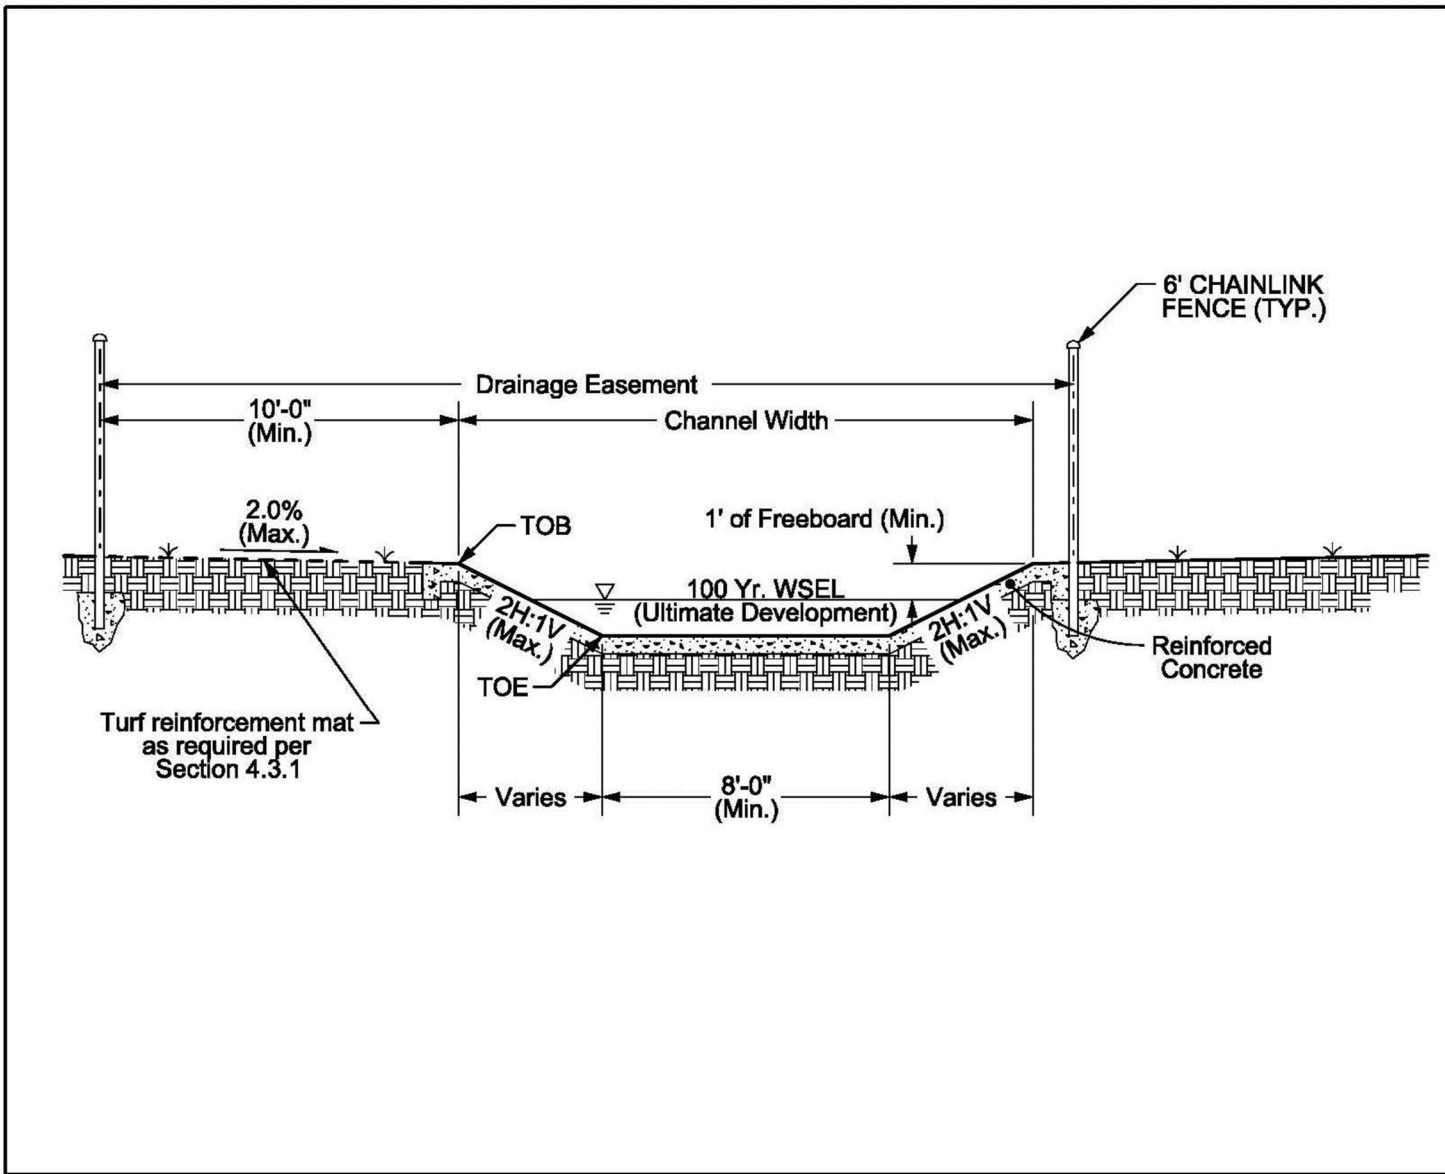 6' CHAINLINK
FENCE (TYP.)
Drainage Easement
10'-0"
(Min.)
Channel Width
2.0%
(Max.)
TOB
1' of Freeboard (Min.)
100 Yr. WSEL
(Ultimate Development)
2H:1V
(Max.)
2H:1V
(Max.)
Reinforced
Concrete
TOE
Turf reinforcement mat
as required per
Section 4.3.1
Varies
8'-0"
(Min.)
Varies